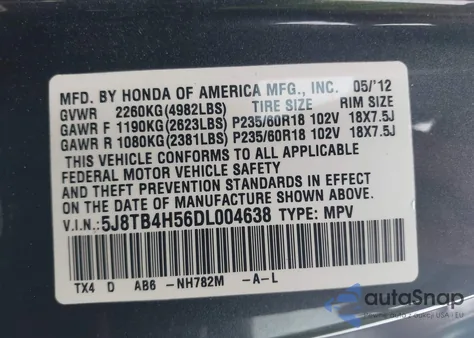 MFD. BY HONDA OF AMERICA MFG., INC. 05/'12
GVWR 2260KG(4982LBS) TIRE SIZE RIM SIZE
GAWR F 1190KG(2623LBS) P235/60R18 102V 18X7.5J
GAWR R 1080KG(2381LBS) P235/60R18 102V 18X7.5J
THIS VEHICLE CONFORMS TO ALL APPLICABLE
FEDERAL MOTOR VEHICLE SAFETY
AND THEFT PREVENTION STANDARDS IN EFFECT
ON THE DATE OF MANUFACTURE SHOWN ABOVE.
V.I.N.:5J8TB4H56DL004638 TYPE: MPV
TX4 D AB6 -NH782M -A-L
autoSnap